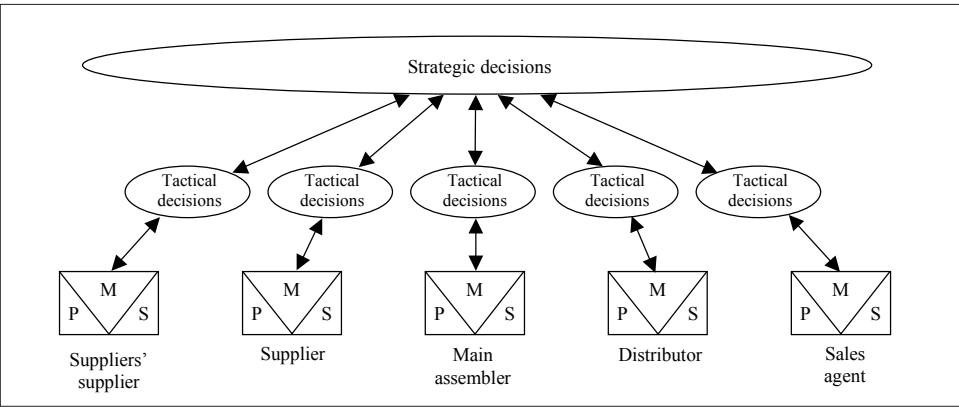 Strategic decisions
Tactical
decisions
Tactical
decisions
Tactical
decisions
Tactical
decisions
Tactical
decisions
P M S
P M S
P M S
P M S
P M S
Suppliers'
supplier
Supplier
Main
assembler
Distributor
Sales
agent